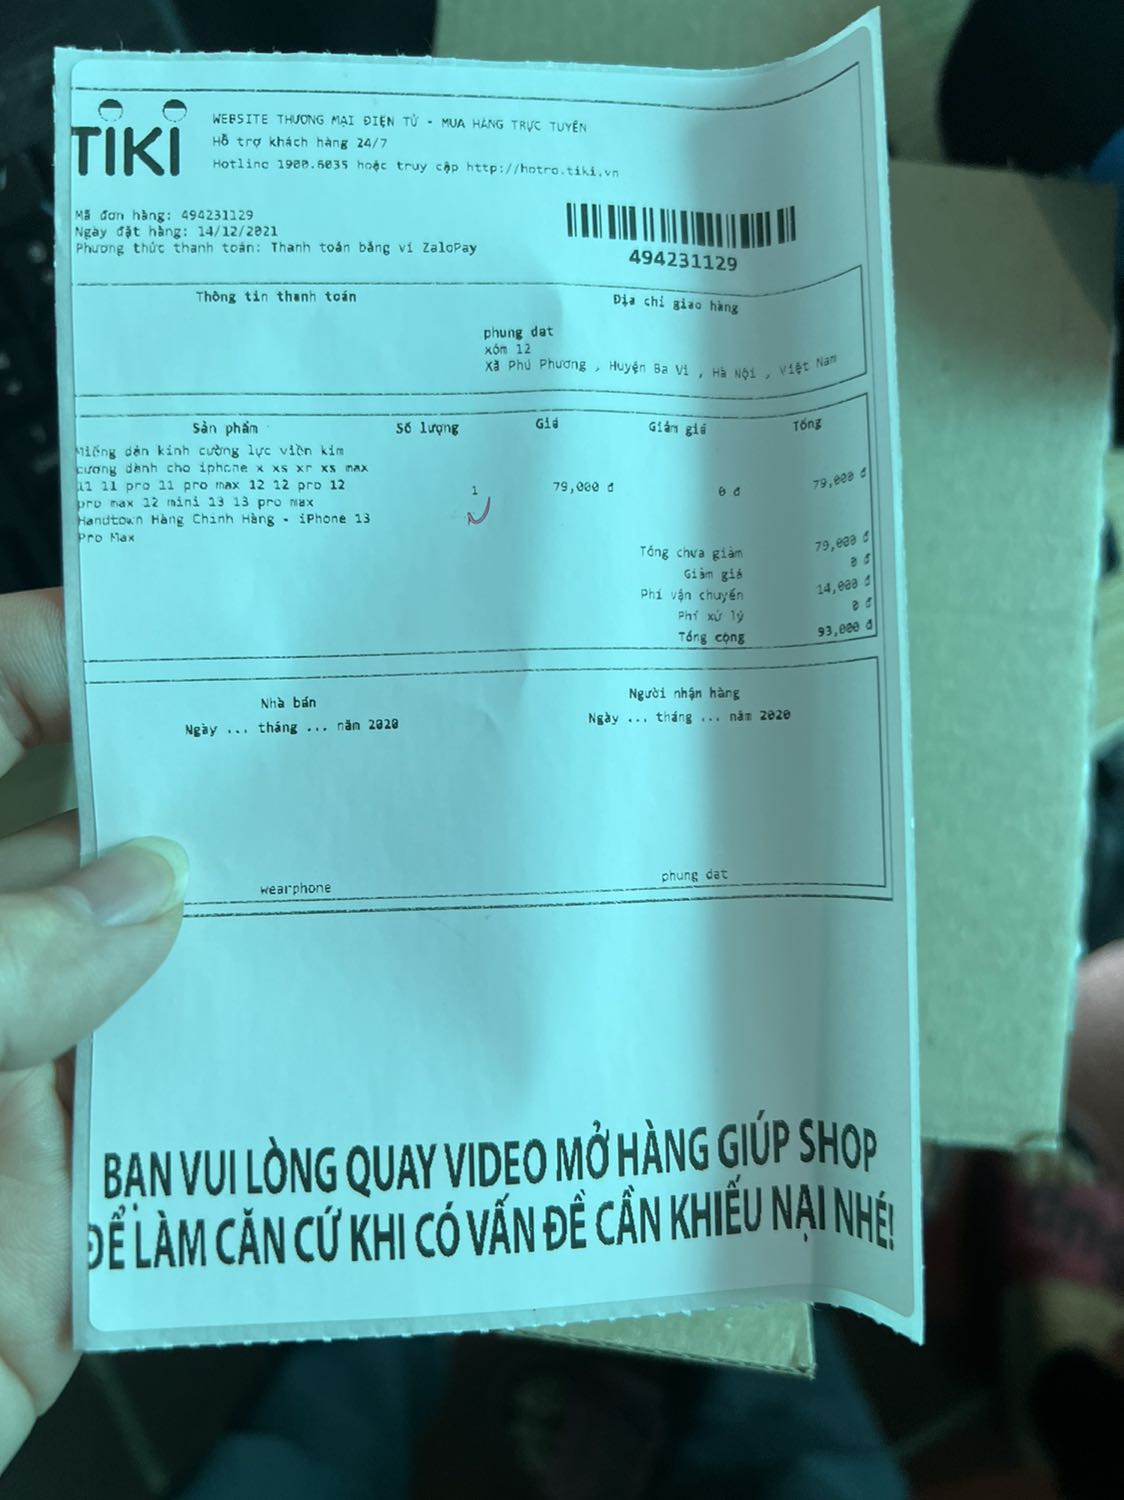 TIKI
WEBSITE THƯƠNG MẠI ĐIỆN TỬ - MUA HÀNG TRỰC TUYẾN
Hỗ trợ khách hàng 24/7
Hotline 1900.6035 hoặc truy cập http://hotro.tiki.vn
Mã đơn hàng: 494231129
Ngày đặt hàng: 14/12/2021
Phương thức thanh toán: Thanh toán bằng ví ZaloPay
494231129
Thông tin thanh toán
Địa chỉ giao hàng
phung dat
xóm 12
Xã Phú Phương , Huyện Ba Vì , Hà Nội , Việt Nam
Sản phẩm Số lượng Giá Giảm giá Tổng
Miếng dán kính cường lực viền kim
cương dành cho iphone x xs xr xs max
11 11 pro 11 pro max 12 12 pro 12
pro max 12 mini 13 13 pro max
Handtown Hàng Chính Hãng - iPhone 13
Pro Max
1 79,000 đ 0 đ 79,000 đ
Tổng chưa giảm 79,000 đ
Giảm giá 0 đ
Phí vận chuyển 14,000 đ
Phí xử lý 0 đ
Tổng cộng 93,000 đ
Nhà bán
Ngày ... tháng ... năm 2020
wearphone
Người nhận hàng
Ngày ... tháng ... năm 2020
phung dat
BẠN VUI LÒNG QUAY VIDEO MỞ HÀNG GIÚP SHOP
ĐỂ LÀM CĂN CỨ KHI CÓ VẤN ĐỀ CẦN KHIẾU NẠI NHÉ!